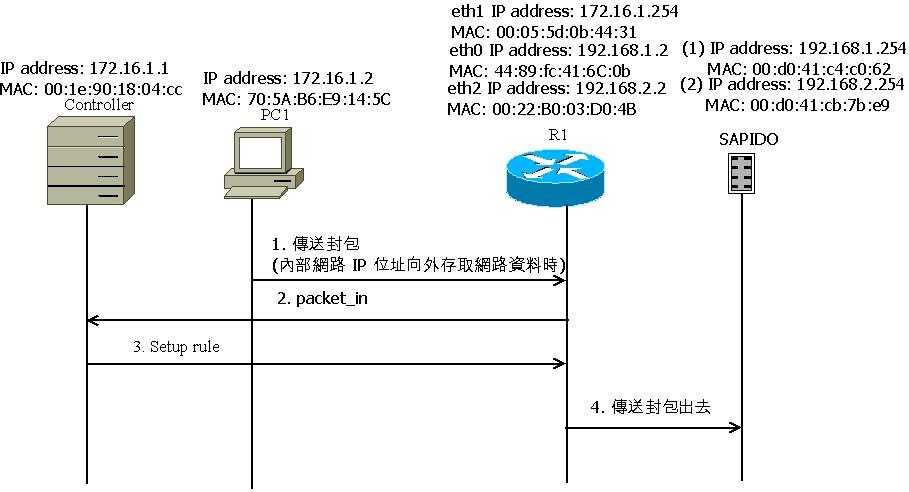 IP address: 172.16.1.1
MAC: 00:1e:90:18:04:cc
Controller
IP address: 172.16.1.2
MAC: 70:5A:B6:E9:14:5C
PC1
eth1 IP address: 172.16.1.254
MAC: 00:05:5d:0b:44:31
eth0 IP address: 192.168.1.2
MAC: 44:89:fc:41:6C:0b
eth2 IP address: 192.168.2.2
MAC: 00:22:B0:03:D0:4B
R1
(1) IP address: 192.168.1.254
MAC: 00:d0:41:c4:c0:62
(2) IP address: 192.168.2.254
MAC: 00:d0:41:cb:7b:e9
SAPIDO
1. 傳送封包
(內部網路 IP 位址向外存取網路資料時)
2. packet_in
3. Setup rule
4. 傳送封包出去